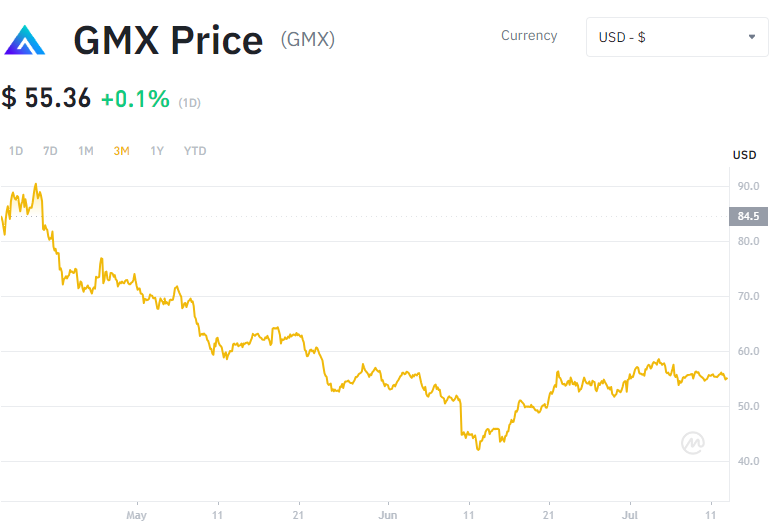 GMX Price (GMX)
Currency
USD - $
$ 55.36 +0.1% (1D)
1D 7D 1M 3M 1Y YTD
USD
90.0
84.5
80.0
70.0
60.0
50.0
40.0
May 11 21 Jun 11 21 Jul 11